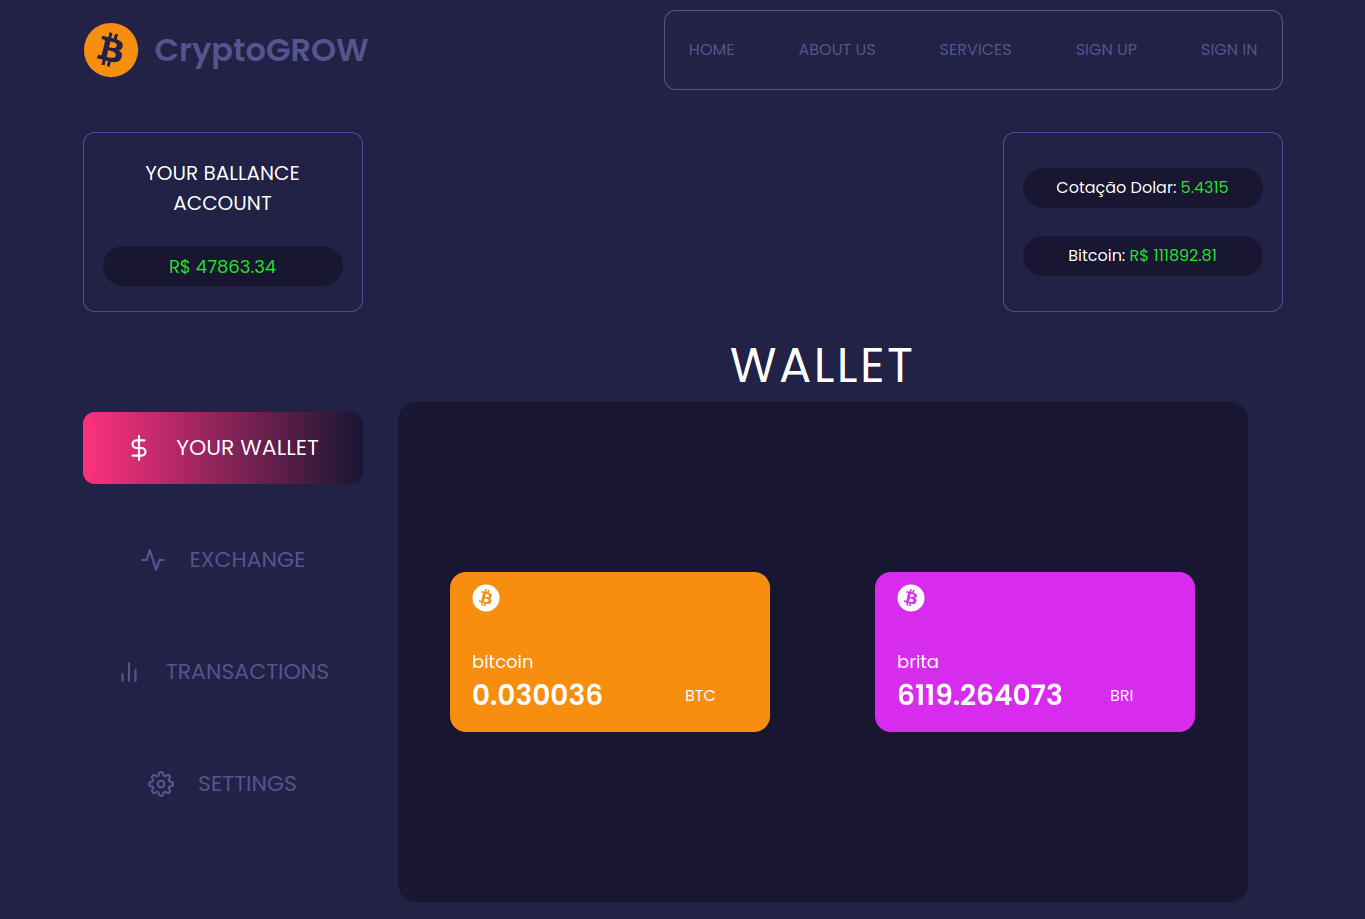 CryptoGROW
HOME ABOUT US SERVICES SIGN UP SIGN IN
YOUR BALLANCE
ACCOUNT
R$ 47863.34
Cotação Dolar: 5.4315
Bitcoin: R$ 111892.81
WALLET
YOUR WALLET
EXCHANGE
TRANSACTIONS
SETTINGS
bitcoin
0.030036 BTC
brita
6119.264073 BRI